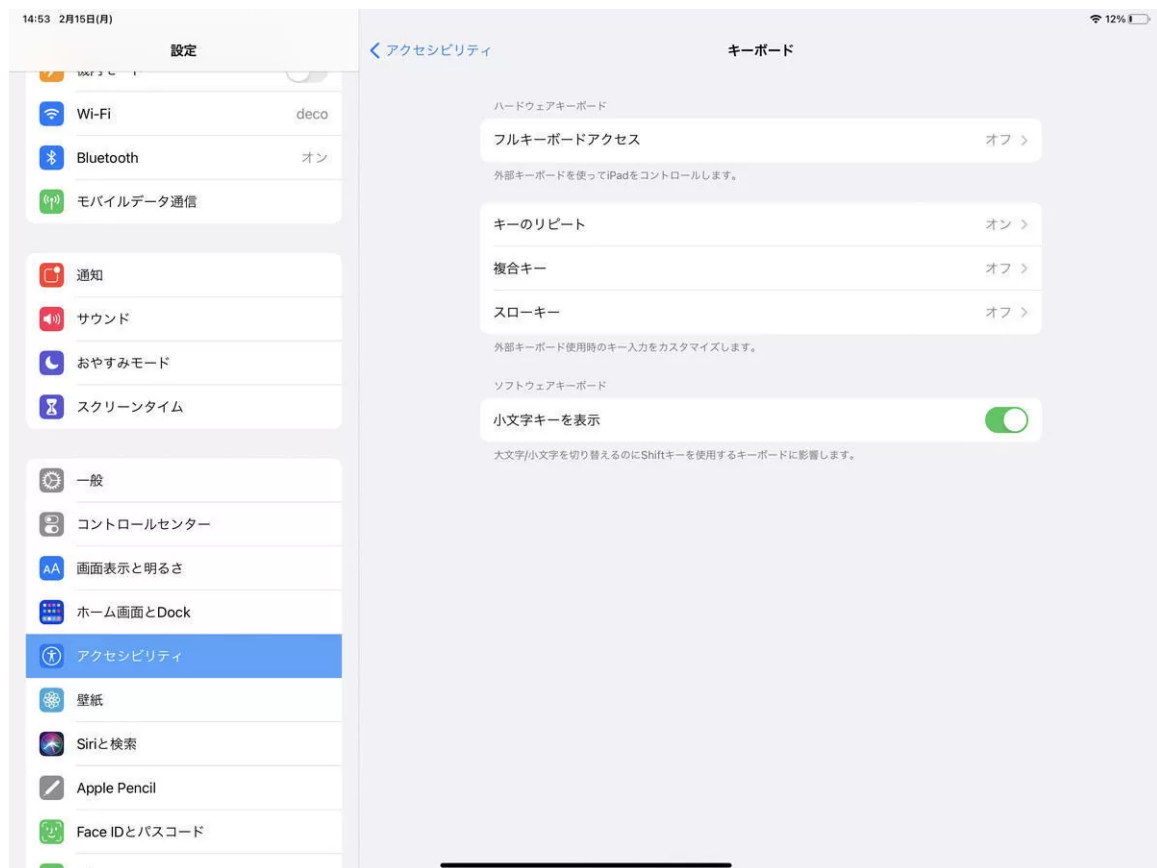 14:53 2月15日(月)
12%
設定
アクセシビリティ
キーボード
機内モード
Wi-Fi
deco
Bluetooth
オン
モバイルデータ通信
通知
サウンド
おやすみモード
スクリーンタイム
一般
コントロールセンター
画面表示と明るさ
ホーム画面とDock
アクセシビリティ
壁紙
Siriと検索
Apple Pencil
Face IDとパスコード
ハードウェアキーボード
フルキーボードアクセス
オフ
外部キーボードを使ってiPadをコントロールします。
キーのリピート
オン
複合キー
オフ
スローキー
オフ
外部キーボード使用時のキー入力をカスタマイズします。
ソフトウェアキーボード
小文字キーを表示
大文字/小文字を切り替えるのにShiftキーを使用するキーボードに影響します。